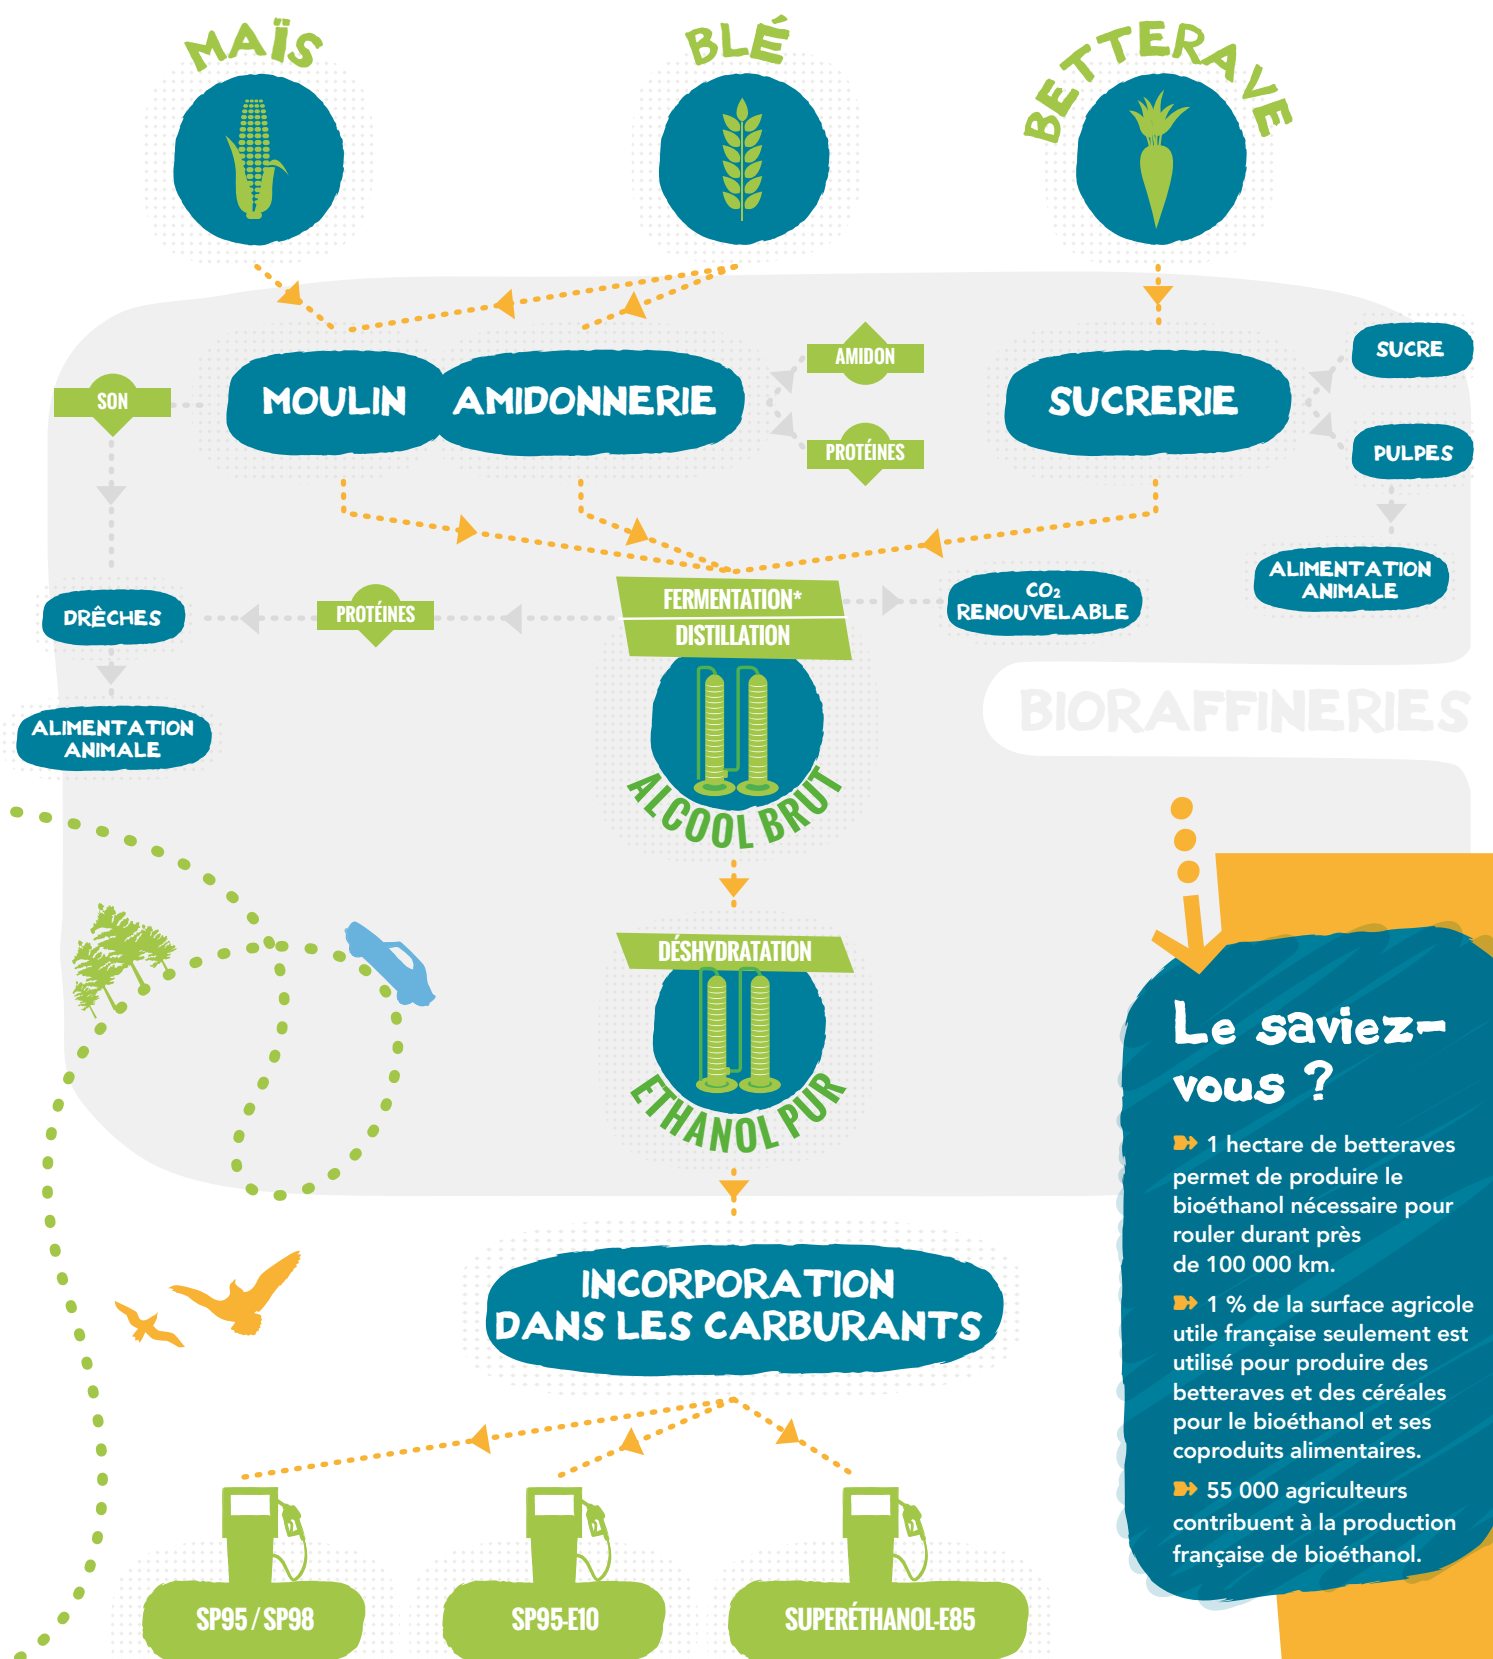 MAÏS
BLÉ
BETTERAVE
MOULIN
AMIDONNERIE
SUCRERIE
SON
AMIDON
PROTÉINES
SUCRE
PULPES
ALIMENTATION
ANIMALE
FERMENTATION*
DISTILLATION
CO₂
RENOUVELABLE
PROTÉINES
DRÊCHES
ALIMENTATION
ANIMALE
BIORAFFINERIES
ALCOOL BRUT
DÉSHYDRATATION
ETHANOL PUR
INCORPORATION
DANS LES CARBURANTS
SP95 / SP98
SP95-E10
SUPERÉTHANOL-E85
Le saviez-
vous ?
1 hectare de betteraves
permet de produire le
bioéthanol nécessaire pour
rouler durant près
de 100 000 km.
1 % de la surface agricole
utile française seulement est
utilisé pour produire des
betteraves et des céréales
pour le bioéthanol et ses
coproduits alimentaires.
55 000 agriculteurs
contribuent à la production
française de bioéthanol.